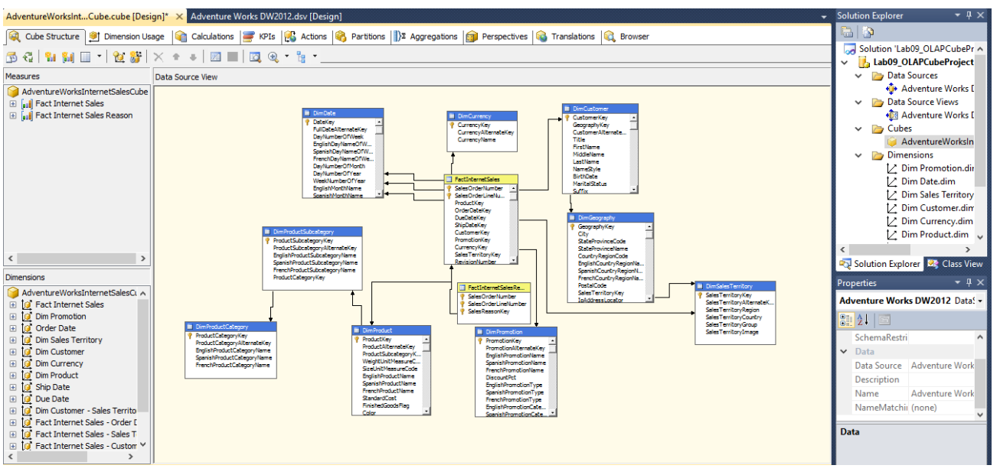 AdventureWorksInt...Cube.cube [Design]* Adventure Works DW2012.dsv [Design]
Cube Structure Dimension Usage Calculations KPIs Actions Partitions Aggregations Perspectives Translations Browser
Measures
AdventureWorksInternetSalesCube
Fact Internet Sales
Fact Internet Sales Reason
Dimensions
AdventureWorksInternetSalesCu
Fact Internet Sales
Dim Promotion
Order Date
Dim Sales Territory
Dim Customer
Dim Currency
Dim Product
Ship Date
Due Date
Dim Customer - Sales Territo
Fact Internet Sales - Order D
Fact Internet Sales - Sales T
Fact Internet Sales - Custom
Data Source View
DimDate
DateKey
FullDateAlternateKey
DayNumberOfWeek
EnglishDayNameOfW...
SpanishDayNameOfW...
FrenchDayNameOfWe...
DayNumberOfMonth
DayNumberOfYear
WeekNumberOfYear
EnglishMonthName
SpanishMonthName
DimCurrency
CurrencyKey
CurrencyAlternateKey
CurrencyName
DimCustomer
CustomerKey
GeographyKey
CustomerAlternate...
Title
FirstName
MiddleName
LastName
NameStyle
BirthDate
MaritalStatus
Suffix
FactInternetSales
SalesOrderNumber
SalesOrderLineNu...
ProductKey
OrderDateKey
DueDateKey
ShipDateKey
CustomerKey
PromotionKey
CurrencyKey
SalesTerritoryKey
RevisionNumber
DimGeography
GeographyKey
City
StateProvinceCode
StateProvinceName
CountryRegionCode
EnglishCountryRegionNa...
SpanishCountryRegionN...
FrenchCountryRegionNa...
PostalCode
SalesTerritoryKey
IpAddressLocator
DimProductSubcategory
ProductSubcategoryKey
ProductSubcategoryAlternateKey
EnglishProductSubcategoryName
SpanishProductSubcategoryName
FrenchProductSubcategoryName
ProductCategoryKey
FactInternetSalesRe...
SalesOrderNumber
SalesOrderLineNumber
SalesReasonKey
DimSalesTerritory
SalesTerritoryKey
SalesTerritoryAlternateK...
SalesTerritoryRegion
SalesTerritoryCountry
SalesTerritoryGroup
SalesTerritoryImage
DimProductCategory
ProductCategoryKey
ProductCategoryAlternateKey
EnglishProductCategoryName
SpanishProductCategoryName
FrenchProductCategoryName
DimProduct
ProductKey
ProductAlternateKey
ProductSubcategoryK...
WeightUnitMeasureC...
SizeUnitMeasureCode
EnglishProductName
SpanishProductName
FrenchProductName
StandardCost
FinishedGoodsFlag
Color
DimPromotion
PromotionKey
PromotionAlternateKey
EnglishPromotionName
SpanishPromotionName
FrenchPromotionName
DiscountPct
EnglishPromotionType
SpanishPromotionType
FrenchPromotionType
EnglishPromotionCate...
SpanishPromotionCate...
Solution Explorer
Solution 'Lab09_OLAPCubePr
Lab09_OLAPCubeProject
Data Sources
Adventure Works D
Data Source Views
Adventure Works D
Cubes
AdventureWorksIn
Dimensions
Dim Promotion.dir
Dim Date.dim
Dim Sales Territory
Dim Customer.dim
Dim Currency.dim
Dim Product.dim
Solution Explorer Class View
Properties
Adventure Works DW2012 DataS
SchemaRestri
Data
Data Source Adventure Work
Description
Name Adventure Work
NameMatchin (none)
Data